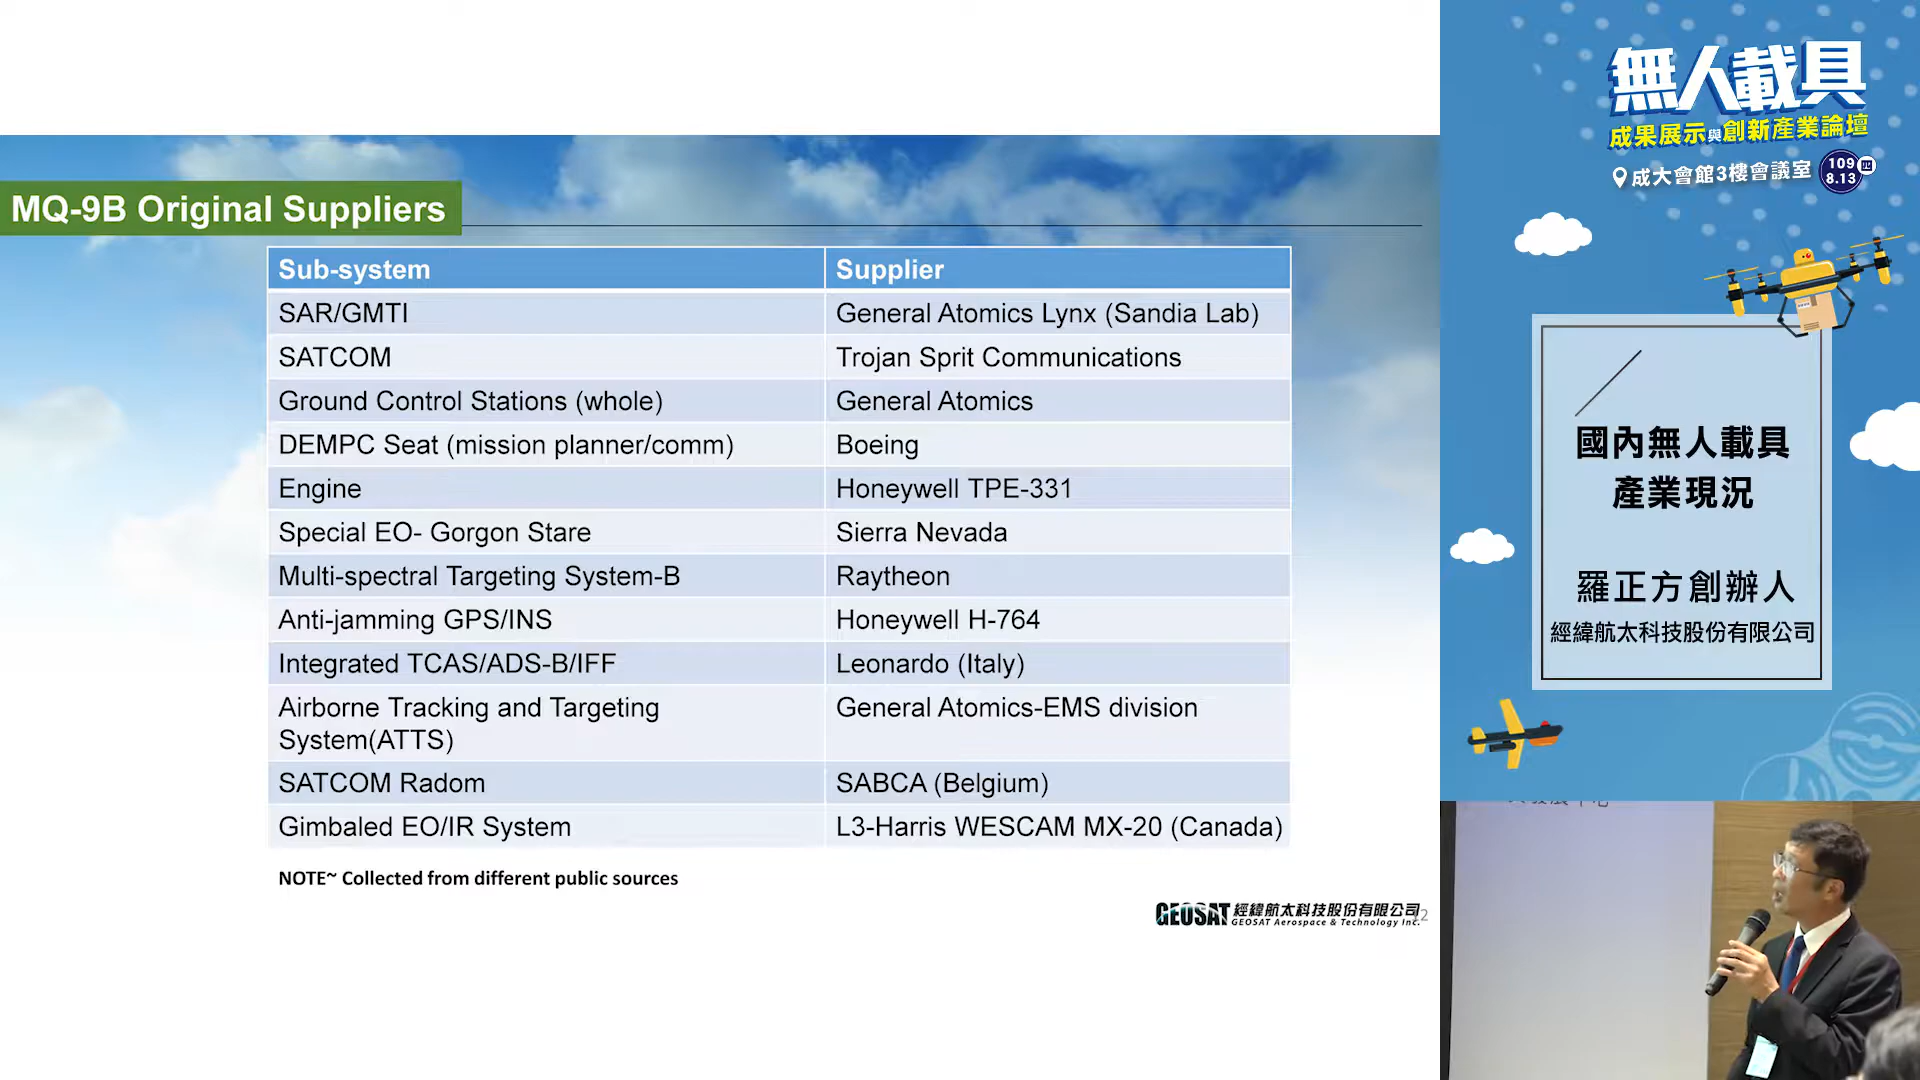 MQ-9B Original Suppliers
Sub-system Supplier
SAR/GMTI General Atomics Lynx (Sandia Lab)
SATCOM Trojan Sprit Communications
Ground Control Stations (whole) General Atomics
DEMPC Seat (mission planner/comm) Boeing
Engine Honeywell TPE-331
Special EO- Gorgon Stare Sierra Nevada
Multi-spectral Targeting System-B Raytheon
Anti-jamming GPS/INS Honeywell H-764
Integrated TCAS/ADS-B/IFF Leonardo (Italy)
Airborne Tracking and Targeting General Atomics-EMS division
System(ATTS)
SATCOM Radom SABCA (Belgium)
Gimbaled EO/IR System L3-Harris WESCAM MX-20 (Canada)
NOTE~ Collected from different public sources
GEOSAT 經緯航太科技股份有限公司
GEOSAT Aerospace & Technology Inc.
12
無人載具
成果展示與創新產業論壇
成大會館3樓會議室 109 四
8.13
國內無人載具
產業現況
羅正方創辦人
經緯航太科技股份有限公司